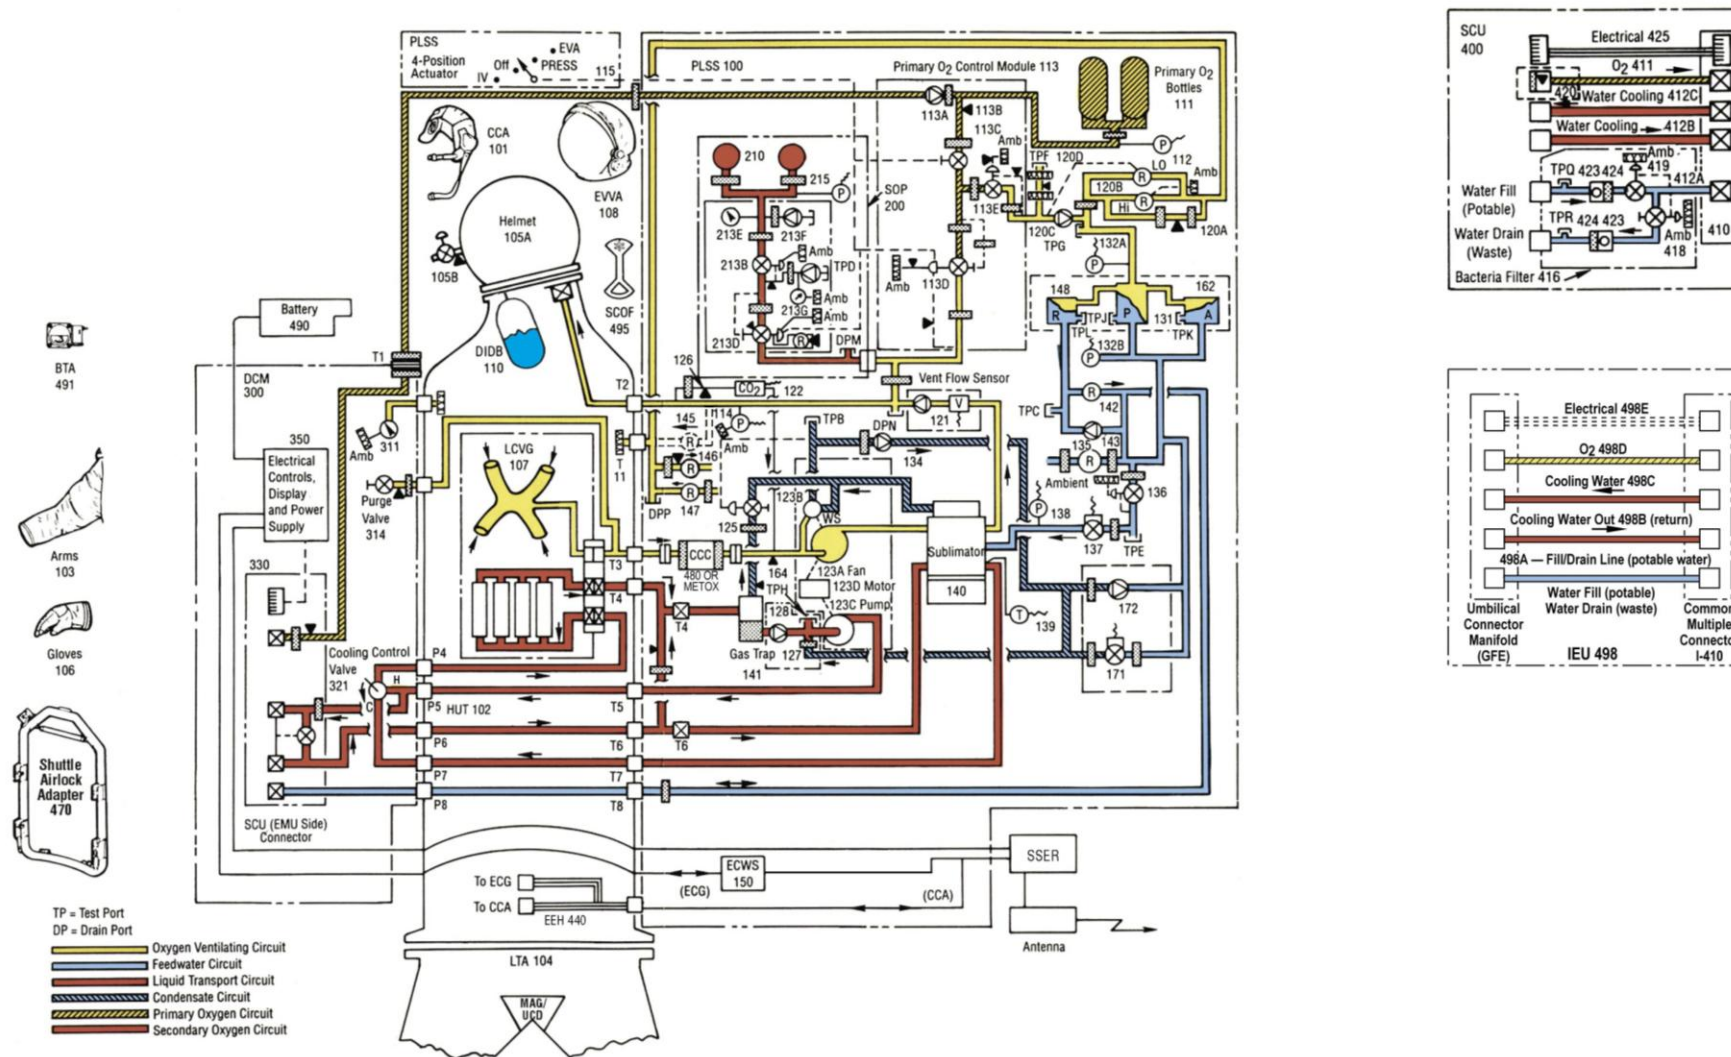 PLSS
4-Position
Actuator
EVA
PRESS
Off
IV
115
PLSS 100
Primary O2 Control Module 113
Primary O2
Bottles
111
113A
113B
113C
Amb
TPF
120D
LO
112
Amb
P
R
120B
R
Hi
113E
120C
TPG
132A
120A
P
CCA
101
EVVA
108
Helmet
105A
105B
SCOF
495
DIDB
110
210
215
P
SOP
200
213E
213F
213B
Amb
TPD
213G
Amb
Amb
213D
R
DPM
Amb
113D
148
162
R
TPJ
P
131
A
TPL
TPK
132B
P
Battery
490
BTA
491
T1
DCM
300
126
CO2
122
Vent Flow Sensor
T2
114
P
TPB
DPN
121
V
TPC
R
142
145
R
Amb
134
143
135
R
311
Amb
350
LCVG
107
T
11
146
R
R
147
DPP
Ambient
136
Electrical
Controls,
Display
and Power
Supply
Purge
Valve
314
125
123B
WS
P
138
137
TPE
Arms
103
T3
CCC
480 OR
METOX
164
123A Fan
123D Motor
123C Pump
Sublimator
140
330
T4
T4
TPH
128
127
Gas Trap
141
T
139
172
171
Gloves
106
Cooling Control
Valve
321
P4
H
C
P5
HUT 102
T5
P6
T6
T6
P7
T7
P8
T8
Shuttle
Airlock
Adapter
470
SCU (EMU Side)
Connector
ECWS
150
SSER
(ECG)
(CCA)
To ECG
To CCA
EEH 440
Antenna
LTA 104
MAG/
UCD
TP = Test Port
DP = Drain Port
Oxygen Ventilating Circuit
Feedwater Circuit
Liquid Transport Circuit
Condensate Circuit
Primary Oxygen Circuit
Secondary Oxygen Circuit
SCU
400
Electrical 425
O2 411
420
Water Cooling 412C
Water Cooling 412B
Amb
419
TPQ 423 424
412A
Water Fill
(Potable)
TPR 424 423
Water Drain
(Waste)
Amb
418
410
Bacteria Filter 416
Electrical 498E
O2 498D
Cooling Water 498C
Cooling Water Out 498B (return)
498A — Fill/Drain Line (potable water)
Water Fill (potable)
Water Drain (waste)
Umbilical
Connector
Manifold
(GFE)
IEU 498
Common
Multiple
Connecto
I-410